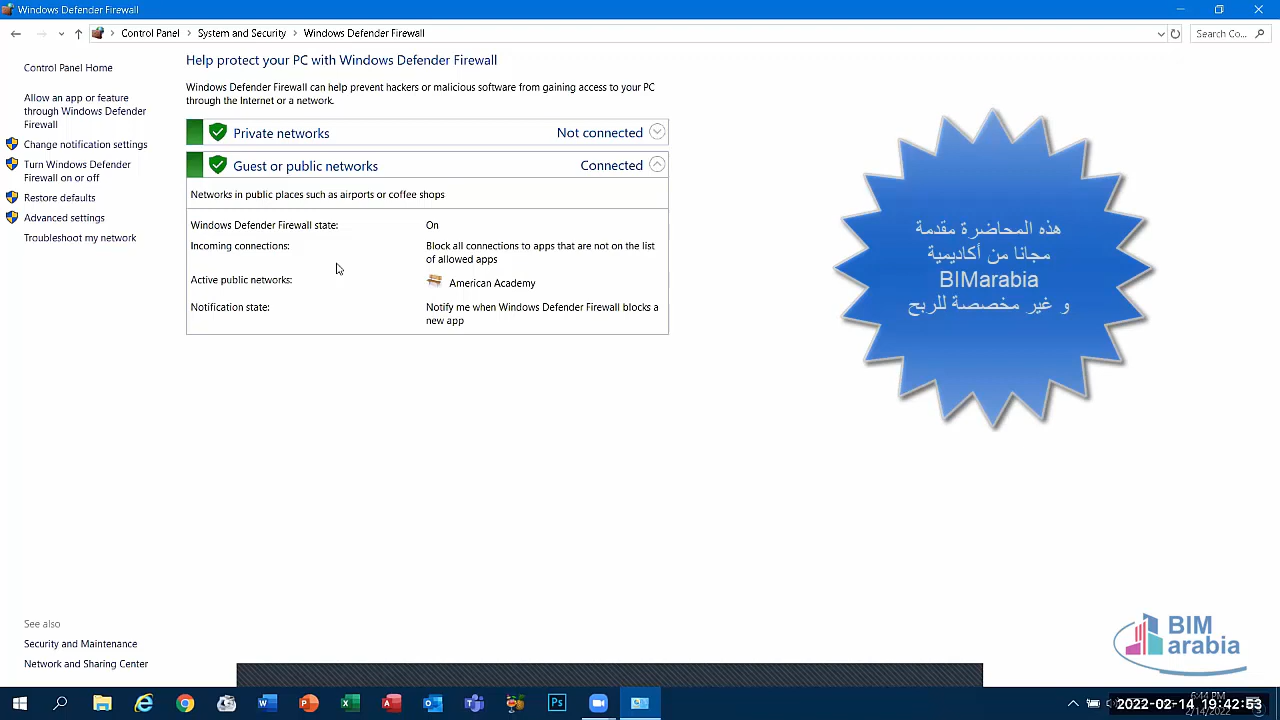 Windows Defender Firewall
Control Panel
System and Security
Windows Defender Firewall
Search Co...
Control Panel Home
Allow an app or feature
through Windows Defender
Firewall
Change notification settings
Turn Windows Defender
Firewall on or off
Restore defaults
Advanced settings
Troubleshoot my network
Help protect your PC with Windows Defender Firewall
Windows Defender Firewall can help prevent hackers or malicious software from gaining access to your PC
through the Internet or a network.
Private networks Not connected
Guest or public networks Connected
Networks in public places such as airports or coffee shops
Windows Defender Firewall state: On
Incoming connections: Block all connections to apps that are not on the list
of allowed apps
Active public networks: American Academy
Notification state: Notify me when Windows Defender Firewall blocks a
new app
هذه المحاضرة مقدمة
مجانا من أكاديمية
BIMarabia
و غير مخصصة للربح
See also
Security and Maintenance
Network and Sharing Center
BIM
arabia
5:44 PM
2/14/2022
2022-02-14 19:42:53